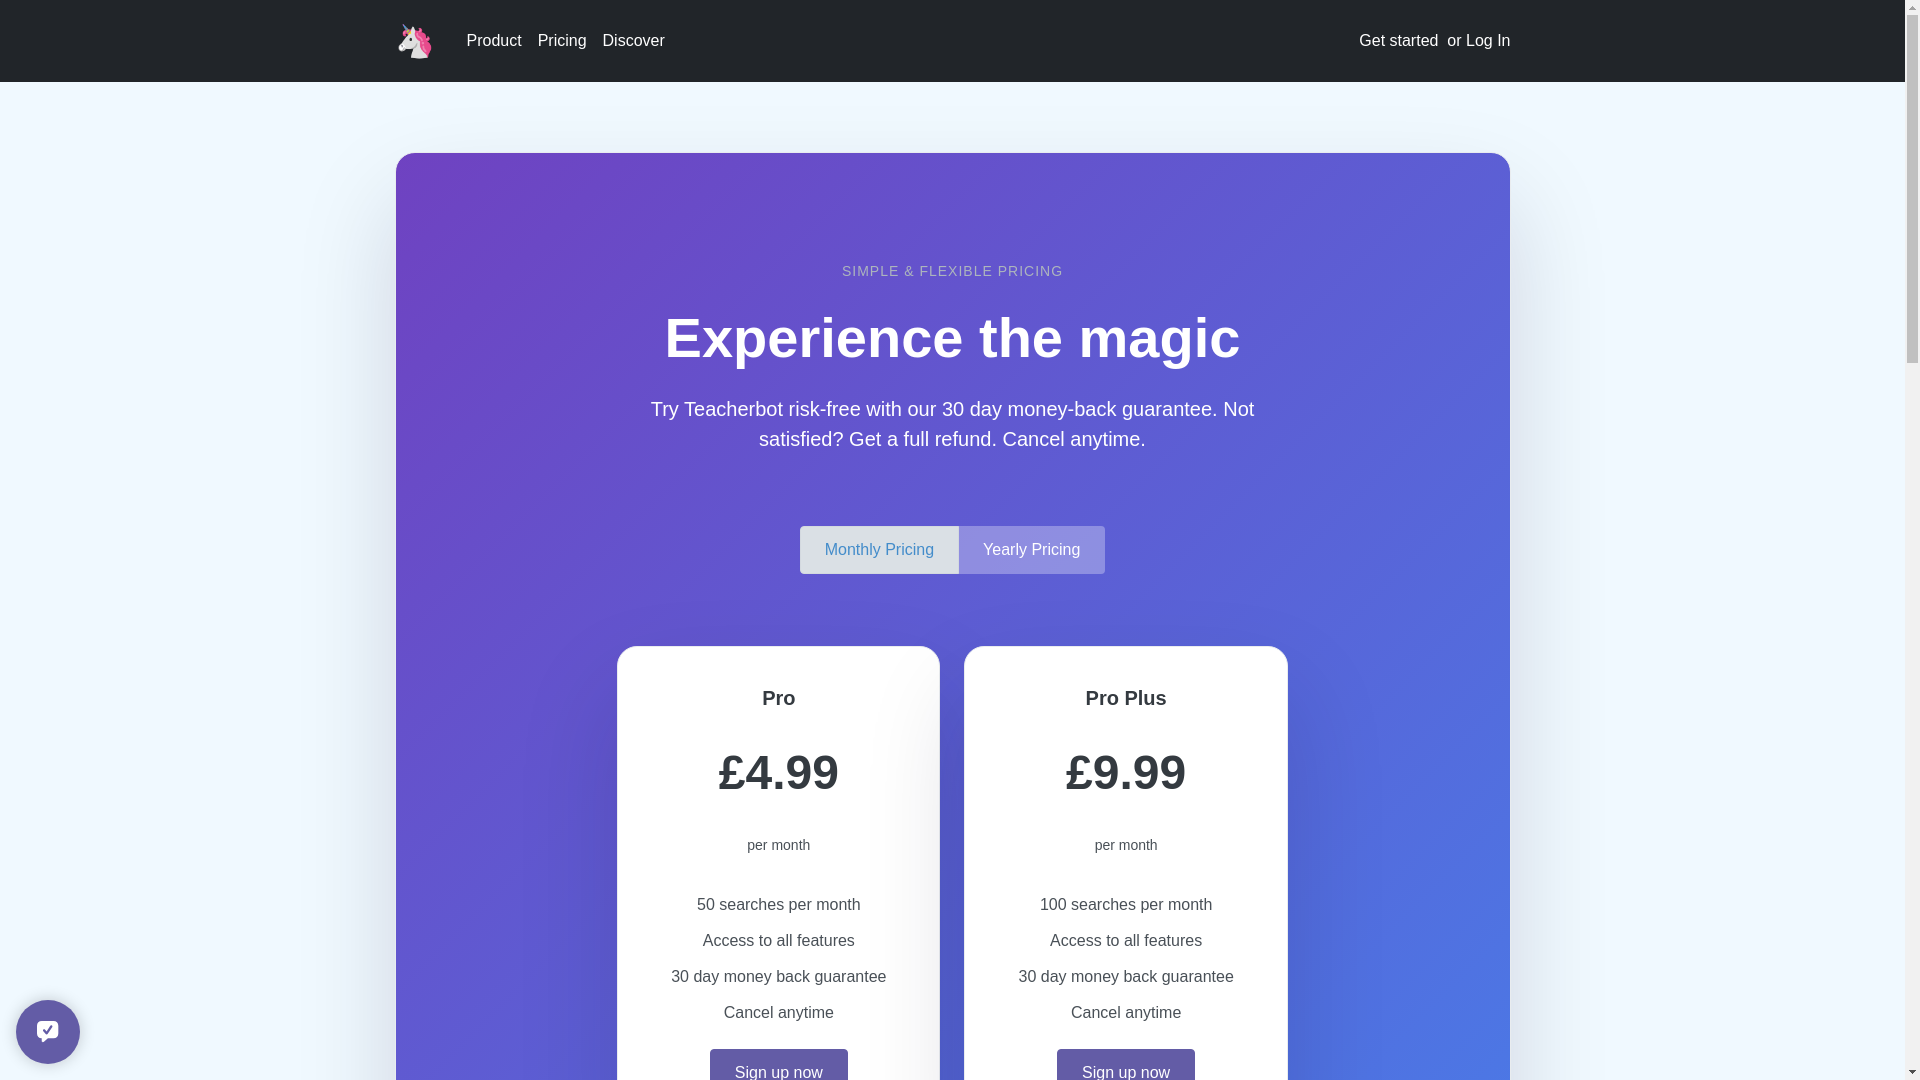 Product Pricing Discover Get started or Log In
SIMPLE & FLEXIBLE PRICING
Experience the magic
Try Teacherbot risk-free with our 30 day money-back guarantee. Not
satisfied? Get a full refund. Cancel anytime.
Monthly Pricing Yearly Pricing
Pro
£4.99
per month
50 searches per month
Access to all features
30 day money back guarantee
Cancel anytime
Sign up now
Pro Plus
£9.99
per month
100 searches per month
Access to all features
30 day money back guarantee
Cancel anytime
Sign up now